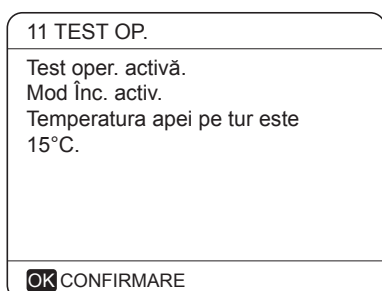 11 TEST OP.
Test oper. activă.
Mod Înc. activ.
Temperatura apei pe tur este
15°C.
OK CONFIRMARE